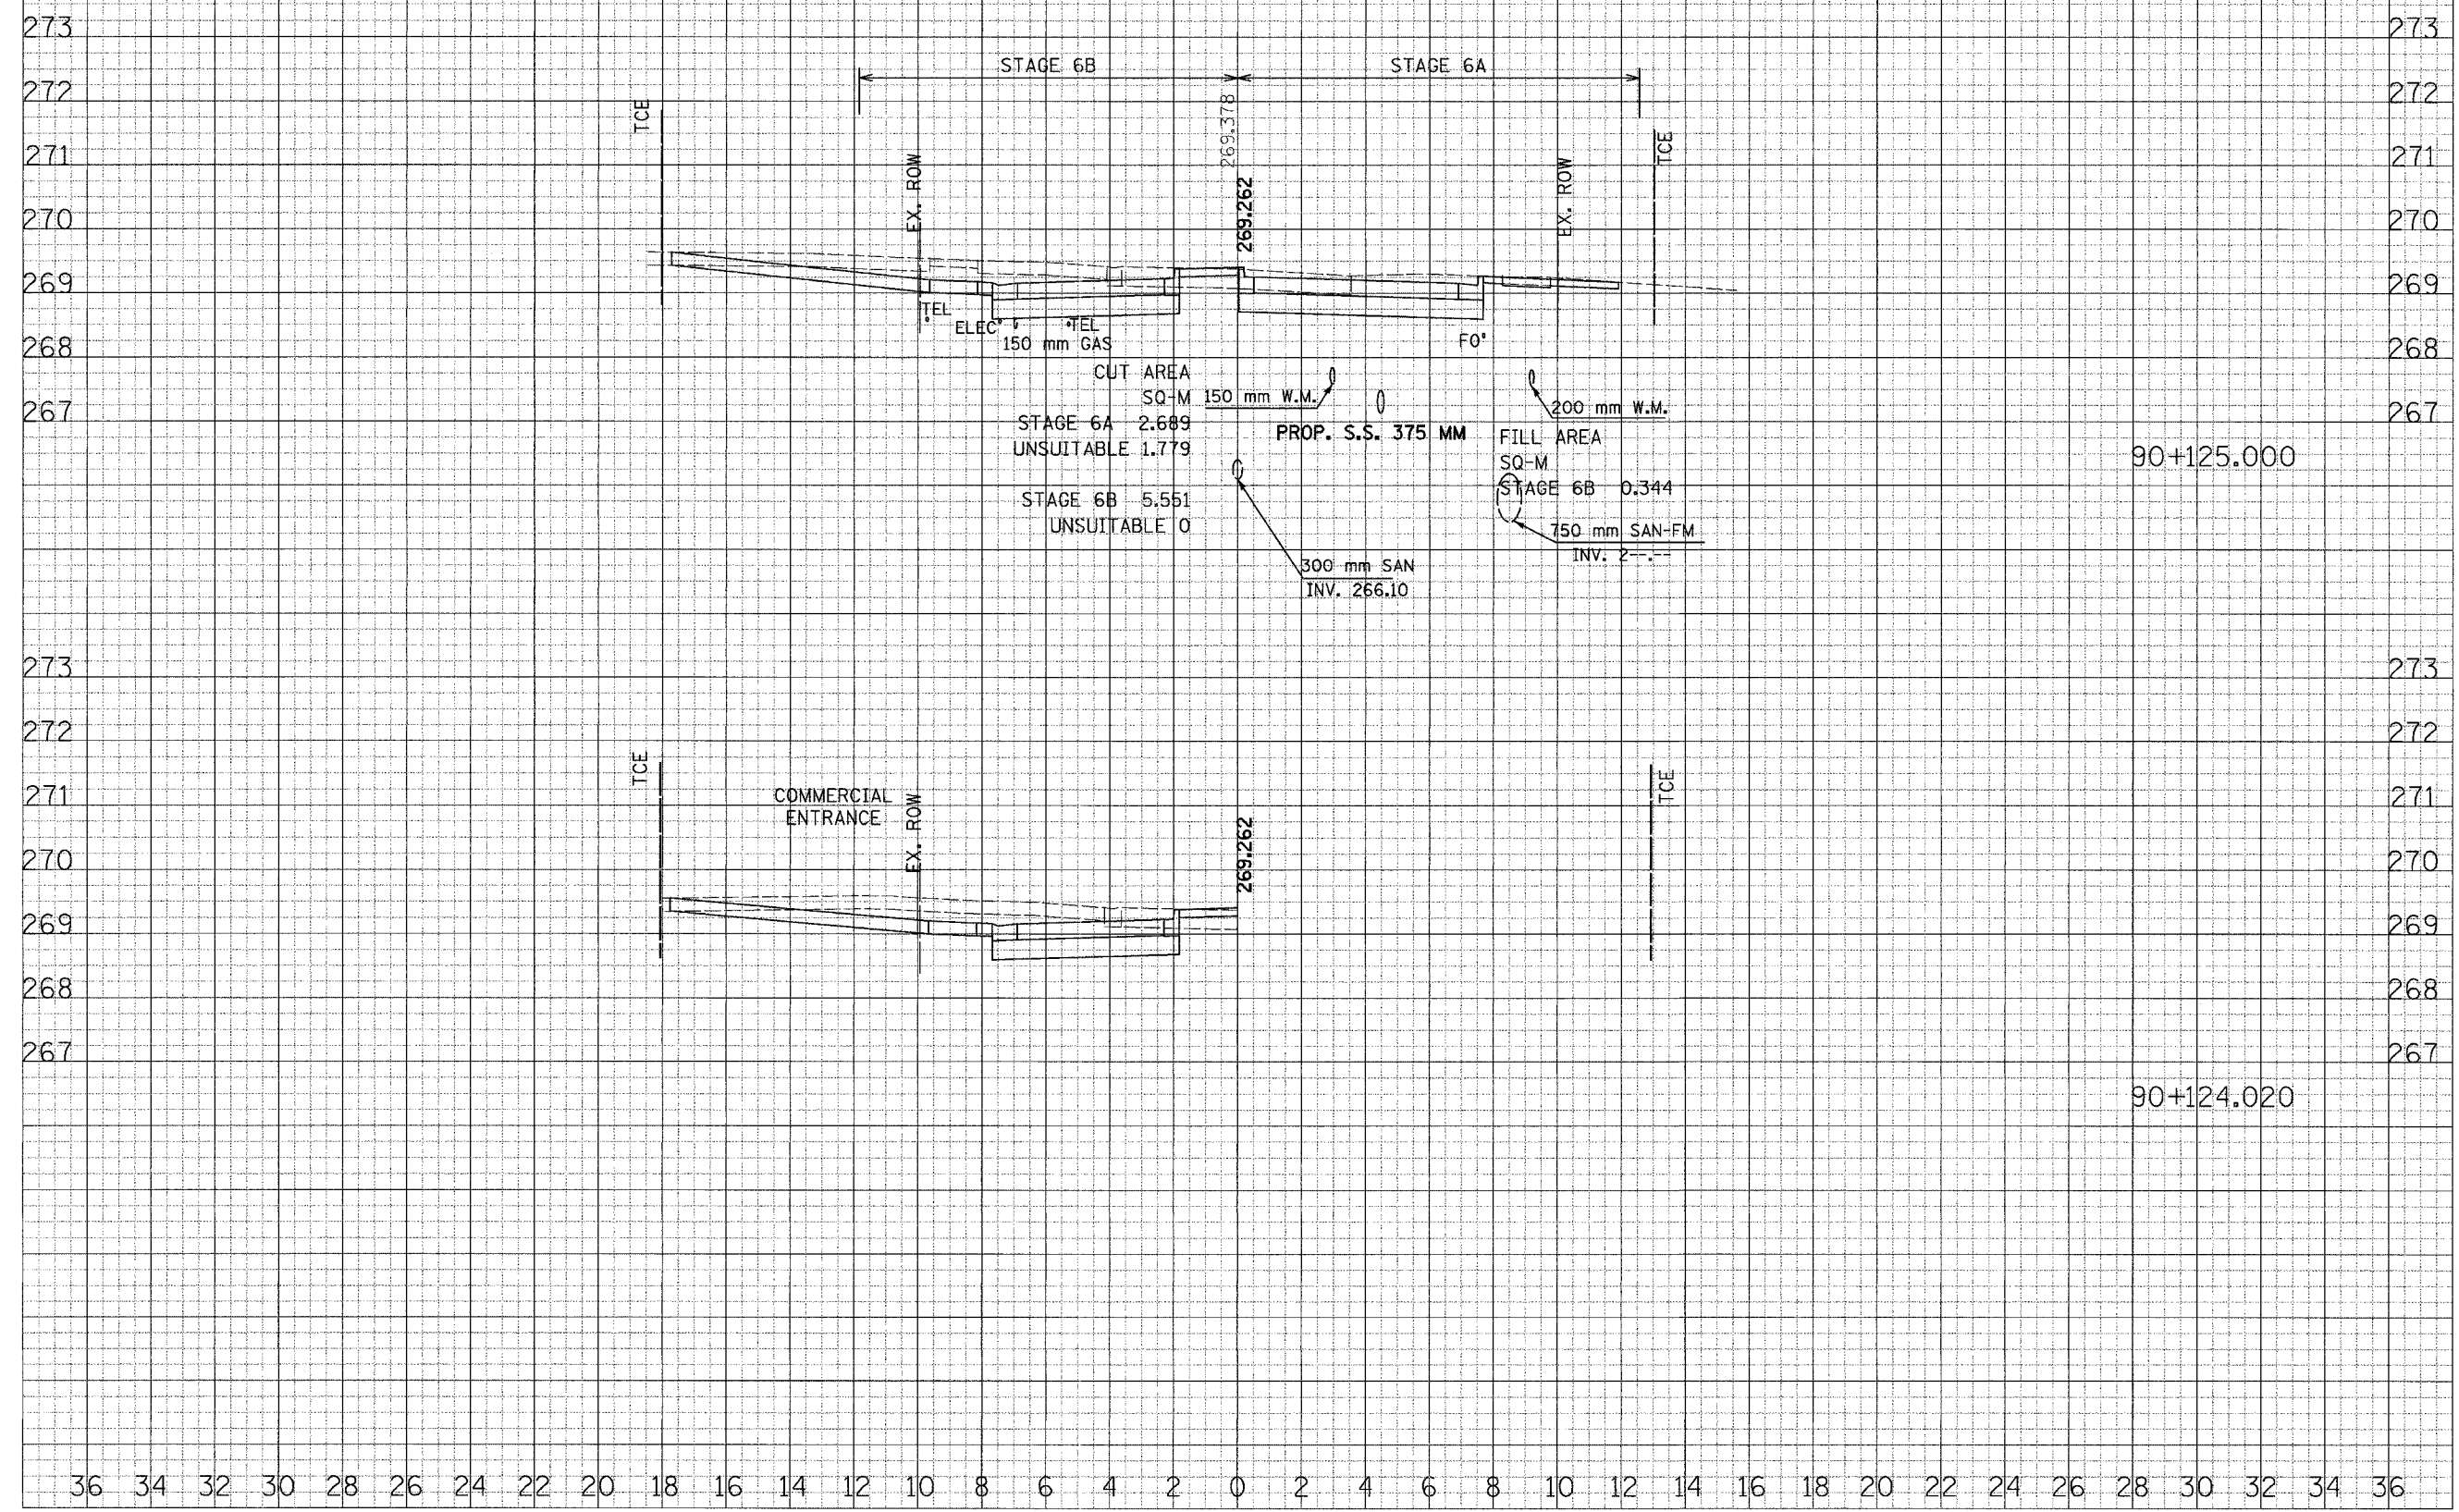 273 273
STAGE 6B STAGE 6A
272 272
TCE
269.378
271 271
TCE
EX. ROW
EX. ROW
269.262
270 270
269 269
TEL
ELEC TEL
150 mm GAS
FO
268 268
CUT AREA
SQ-M
150 mm W.M.
200 mm W.M.
267 267
STAGE 6A 2.689
UNSUITABLE 1.779
PROP. S.S. 375 MM
FILL AREA
SQ-M
STAGE 6B 0.344
90+125.000
STAGE 6B 5.551
UNSUITABLE 0
750 mm SAN-FM
INV. 2--.--
300 mm SAN
INV. 266.10
273 273
272 272
TCE
TCE
271 271
COMMERCIAL
ENTRANCE
EX. ROW
269.262
270 270
269 269
268 268
267 267
90+124.020
36 34 32 30 28 26 24 22 20 18 16 14 12 10 8 6 4 2 0 2 4 6 8 10 12 14 16 18 20 22 24 26 28 30 32 34 36